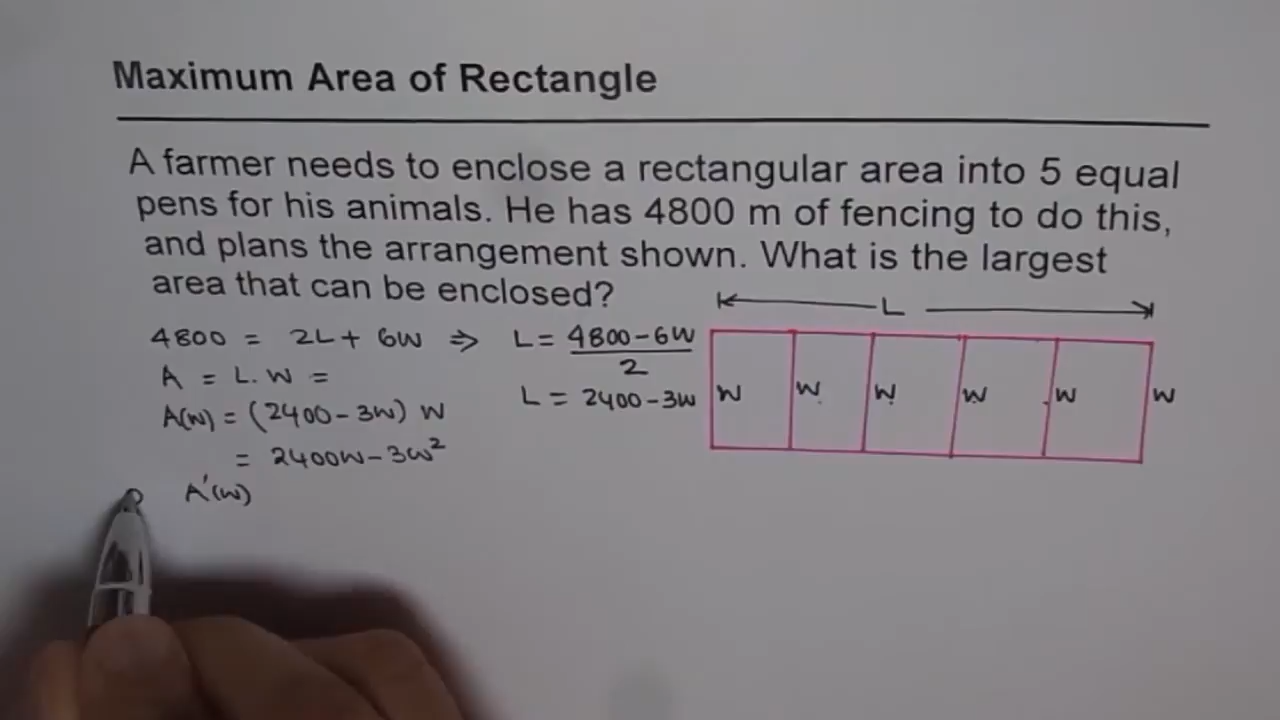 Maximum Area of Rectangle
A farmer needs to enclose a rectangular area into 5 equal
pens for his animals. He has 4800 m of fencing to do this,
and plans the arrangement shown. What is the largest
area that can be enclosed?
L
4800 = 2L + 6W ⇒ L = 4800 - 6W
2
A = L. W =
L = 2400 - 3W
W W W W W W
A(W) = (2400 - 3W) W
= 2400W - 3W²
0 A'(W)